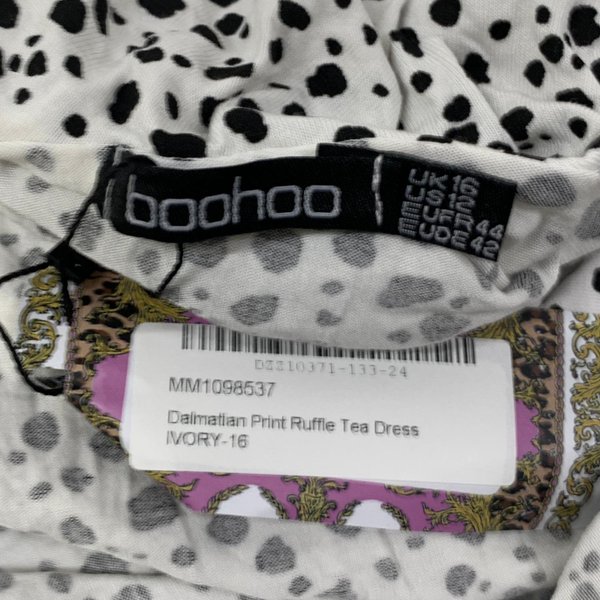 boohoo
UK 16
US 12
EUFR 44
EUDE 42
DZZ10371-133-24
MM1098537
Dalmatian Print Ruffle Tea Dress
IVORY-16